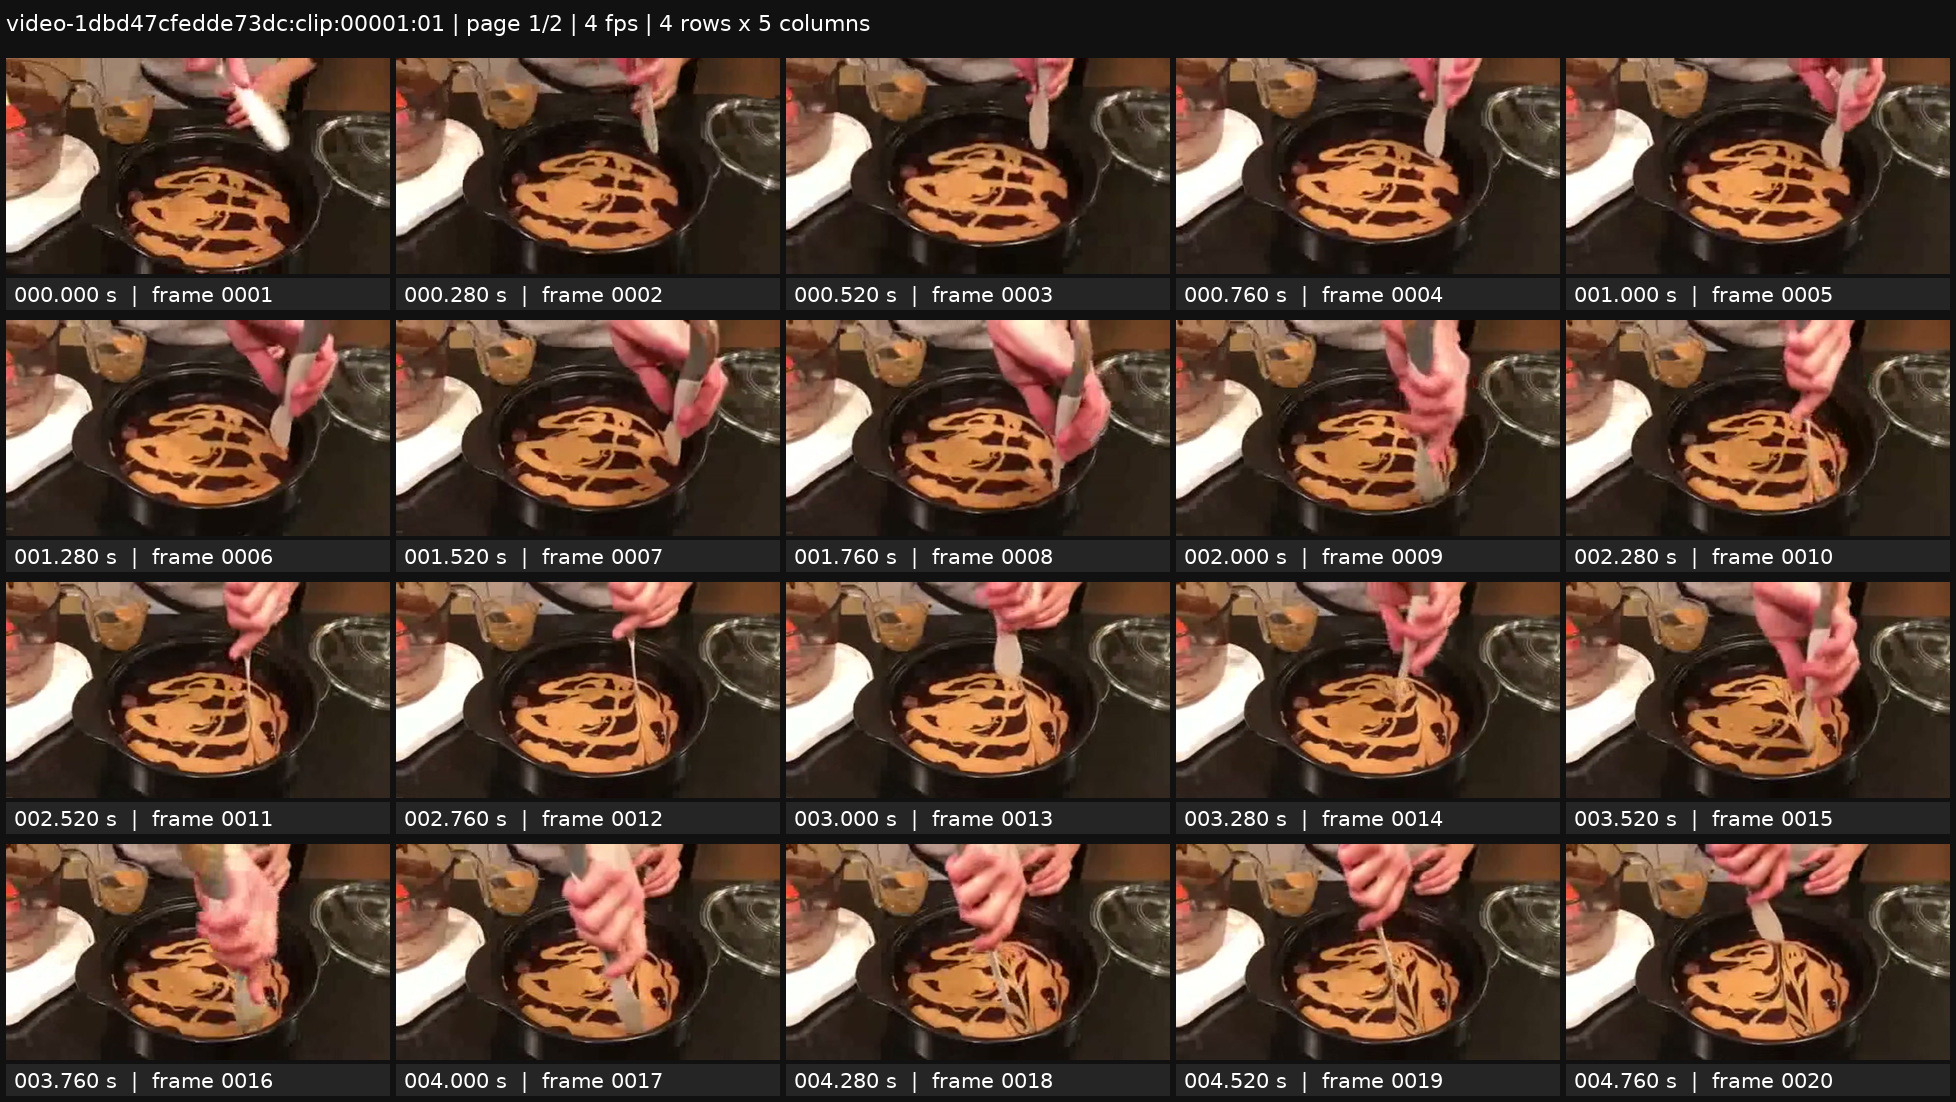 video-1dbd47cfedde73dc:clip:00001:01 | page 1/2 | 4 fps | 4 rows x 5 columns
000.000 s | frame 0001
000.280 s | frame 0002
000.520 s | frame 0003
000.760 s | frame 0004
001.000 s | frame 0005
001.280 s | frame 0006
001.520 s | frame 0007
001.760 s | frame 0008
002.000 s | frame 0009
002.280 s | frame 0010
002.520 s | frame 0011
002.760 s | frame 0012
003.000 s | frame 0013
003.280 s | frame 0014
003.520 s | frame 0015
003.760 s | frame 0016
004.000 s | frame 0017
004.280 s | frame 0018
004.520 s | frame 0019
004.760 s | frame 0020